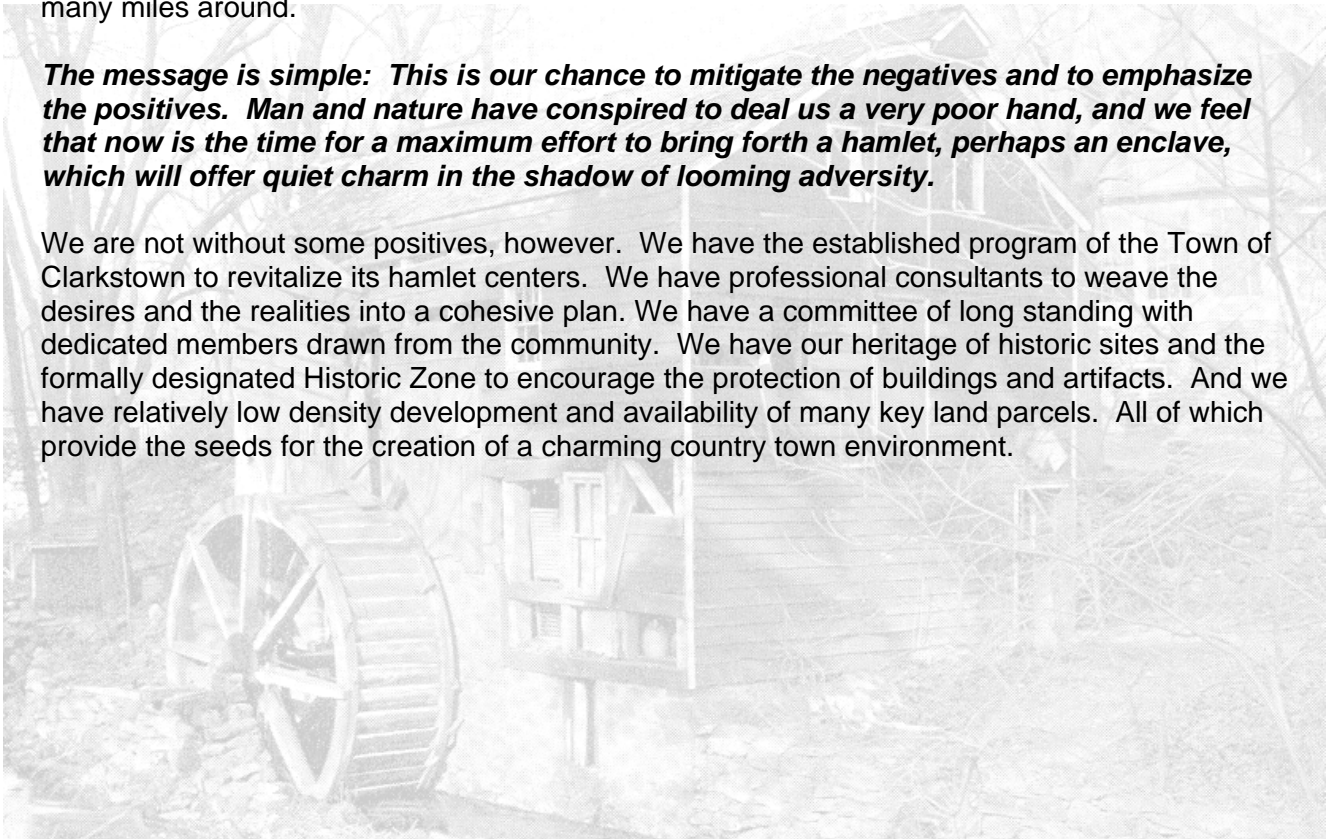 many miles around.
The message is simple: This is our chance to mitigate the negatives and to emphasize
the positives. Man and nature have conspired to deal us a very poor hand, and we feel
that now is the time for a maximum effort to bring forth a hamlet, perhaps an enclave,
which will offer quiet charm in the shadow of looming adversity.
We are not without some positives, however. We have the established program of the Town of
Clarkstown to revitalize its hamlet centers. We have professional consultants to weave the
desires and the realities into a cohesive plan. We have a committee of long standing with
dedicated members drawn from the community. We have our heritage of historic sites and the
formally designated Historic Zone to encourage the protection of buildings and artifacts. And we
have relatively low density development and availability of many key land parcels. All of which
provide the seeds for the creation of a charming country town environment.